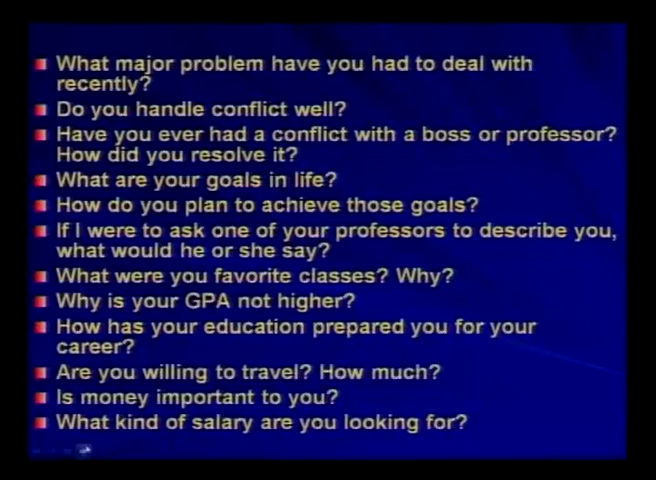 What major problem have you had to deal with
recently?
Do you handle conflict well?
Have you ever had a conflict with a boss or professor?
How did you resolve it?
What are your goals in life?
How do you plan to achieve those goals?
If I were to ask one of your professors to describe you,
what would he or she say?
What were you favorite classes? Why?
Why is your GPA not higher?
How has your education prepared you for your
career?
Are you willing to travel? How much?
Is money important to you?
What kind of salary are you looking for?